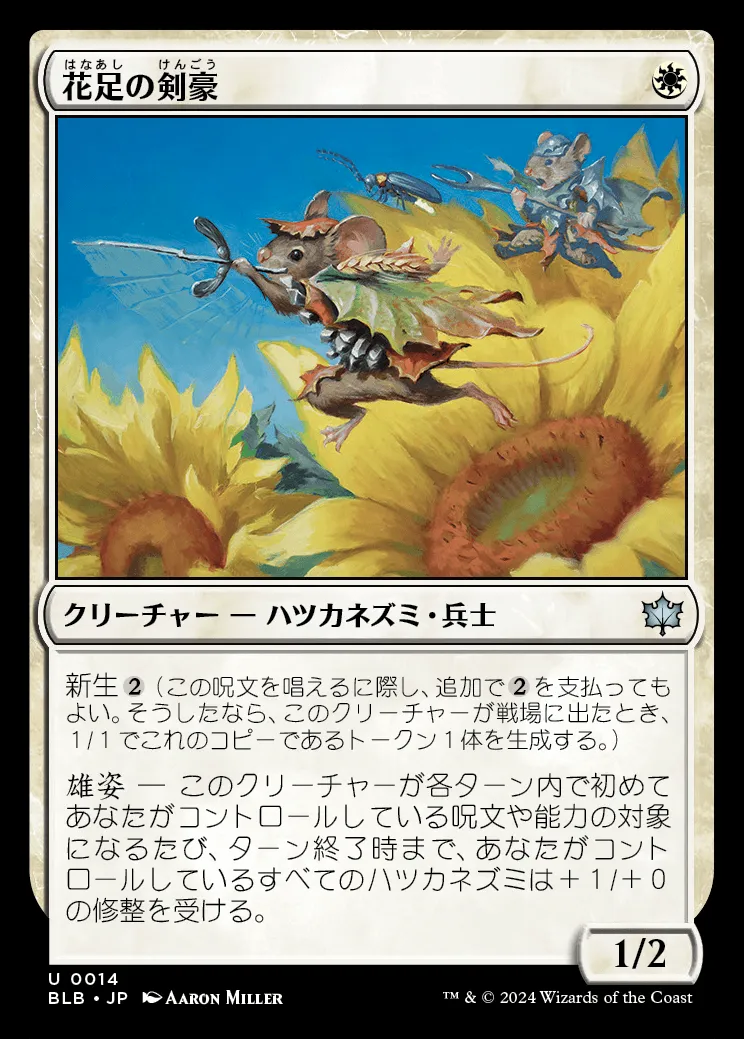 はなあし けんごう
花足の剣豪
クリーチャー — ハツカネズミ・兵士
新生 2（この呪文を唱えるに際し、追加で 2 を支払っても
よい。そうしたなら、このクリーチャーが戦場に出たとき、
１/１でこれのコピーであるトークン１体を生成する。）
雄姿 — このクリーチャーが各ターン内で初めて
あなたがコントロールしている呪文や能力の対象
になるたび、ターン終了時まで、あなたがコント
ロールしているすべてのハツカネズミは＋１/＋０
の修整を受ける。
1/2
U 0014
BLB • JP AARON MILLER
™ & © 2024 Wizards of the Coast